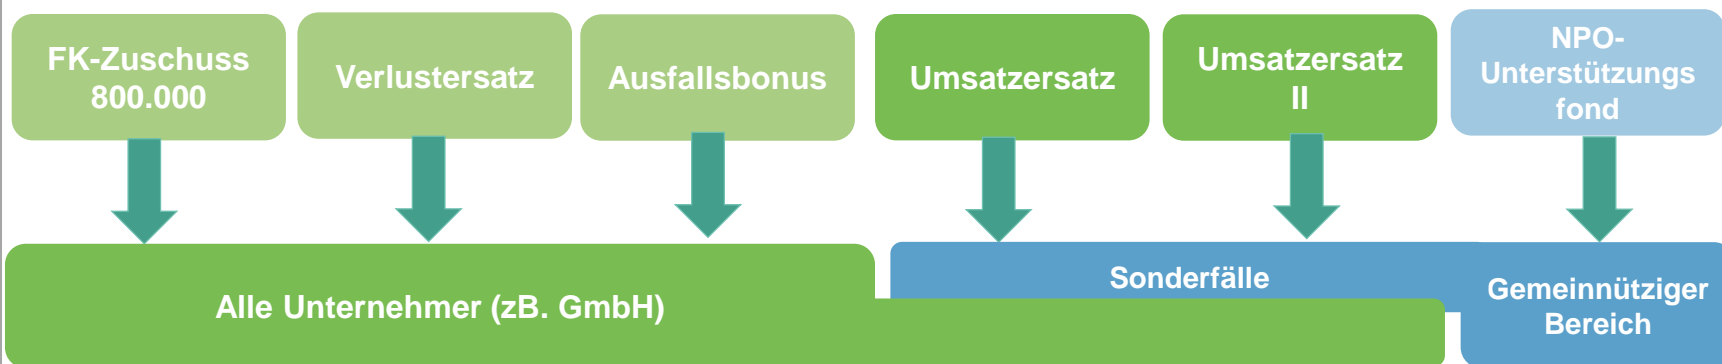 FK-Zuschuss
800.000
Verlustersatz
Ausfallsbonus
Umsatzersatz
Umsatzersatz
II
NPO-
Unterstützungs
fond
Alle Unternehmer (zB. GmbH)
Sonderfälle
Gemeinnütziger
Bereich